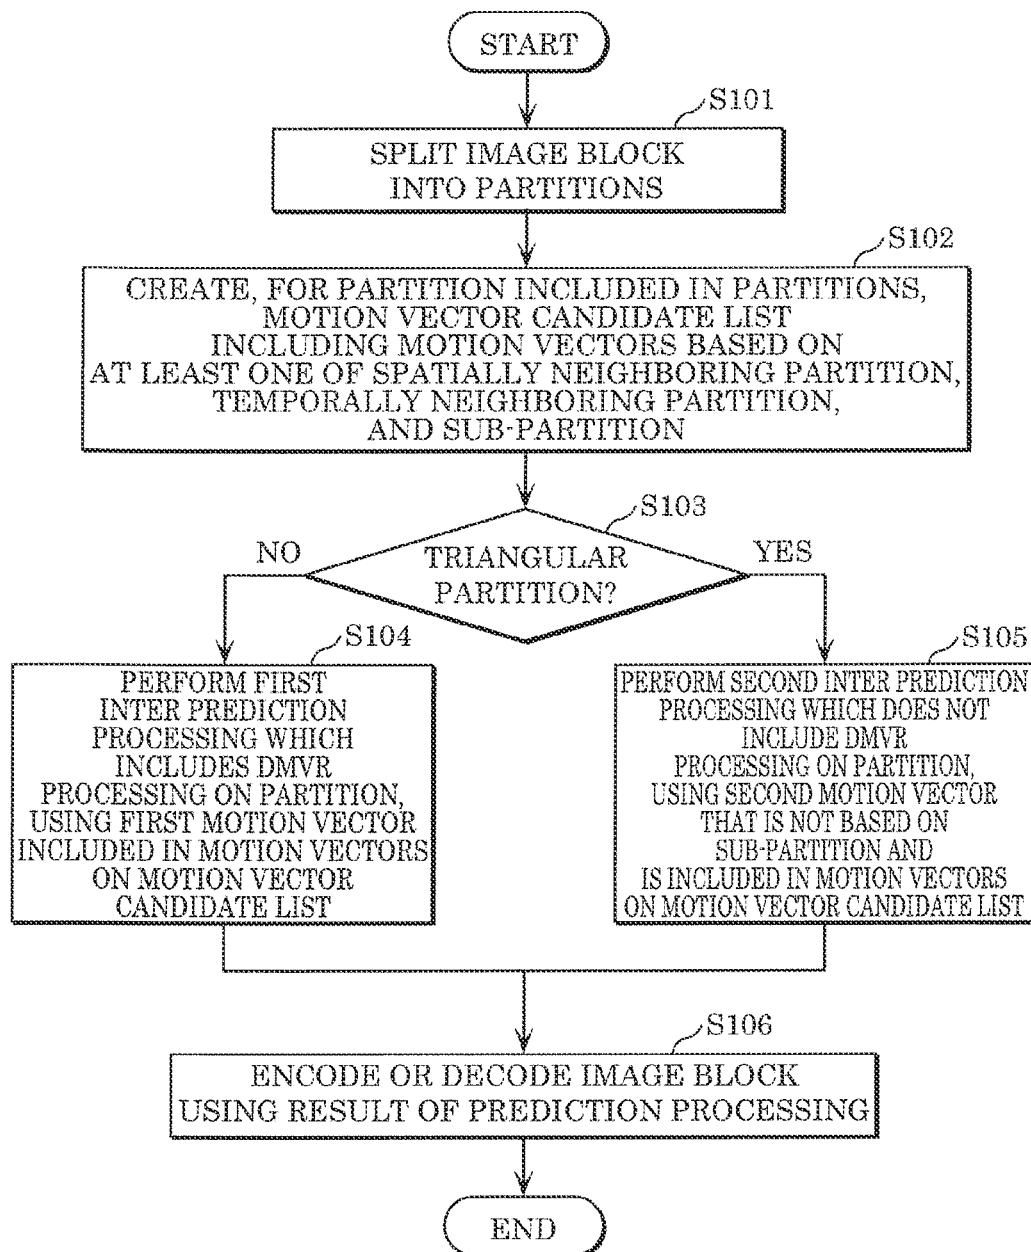 START
S101
SPLIT IMAGE BLOCK
INTO PARTITIONS
S102
CREATE, FOR PARTITION INCLUDED IN PARTITIONS,
MOTION VECTOR CANDIDATE LIST
INCLUDING MOTION VECTORS BASED ON
AT LEAST ONE OF SPATIALLY NEIGHBORING PARTITION,
TEMPORALLY NEIGHBORING PARTITION,
AND SUB-PARTITION
S103
NO
TRIANGULAR
PARTITION?
YES
S104
PERFORM FIRST
INTER PREDICTION
PROCESSING WHICH
INCLUDES DMVR
PROCESSING ON PARTITION,
USING FIRST MOTION VECTOR
INCLUDED IN MOTION VECTORS
ON MOTION VECTOR
CANDIDATE LIST
S105
PERFORM SECOND INTER PREDICTION
PROCESSING WHICH DOES NOT
INCLUDE DMVR
PROCESSING ON PARTITION,
USING SECOND MOTION VECTOR
THAT IS NOT BASED ON
SUB-PARTITION AND
IS INCLUDED IN MOTION VECTORS
ON MOTION VECTOR CANDIDATE LIST
S106
ENCODE OR DECODE IMAGE BLOCK
USING RESULT OF PREDICTION PROCESSING
END